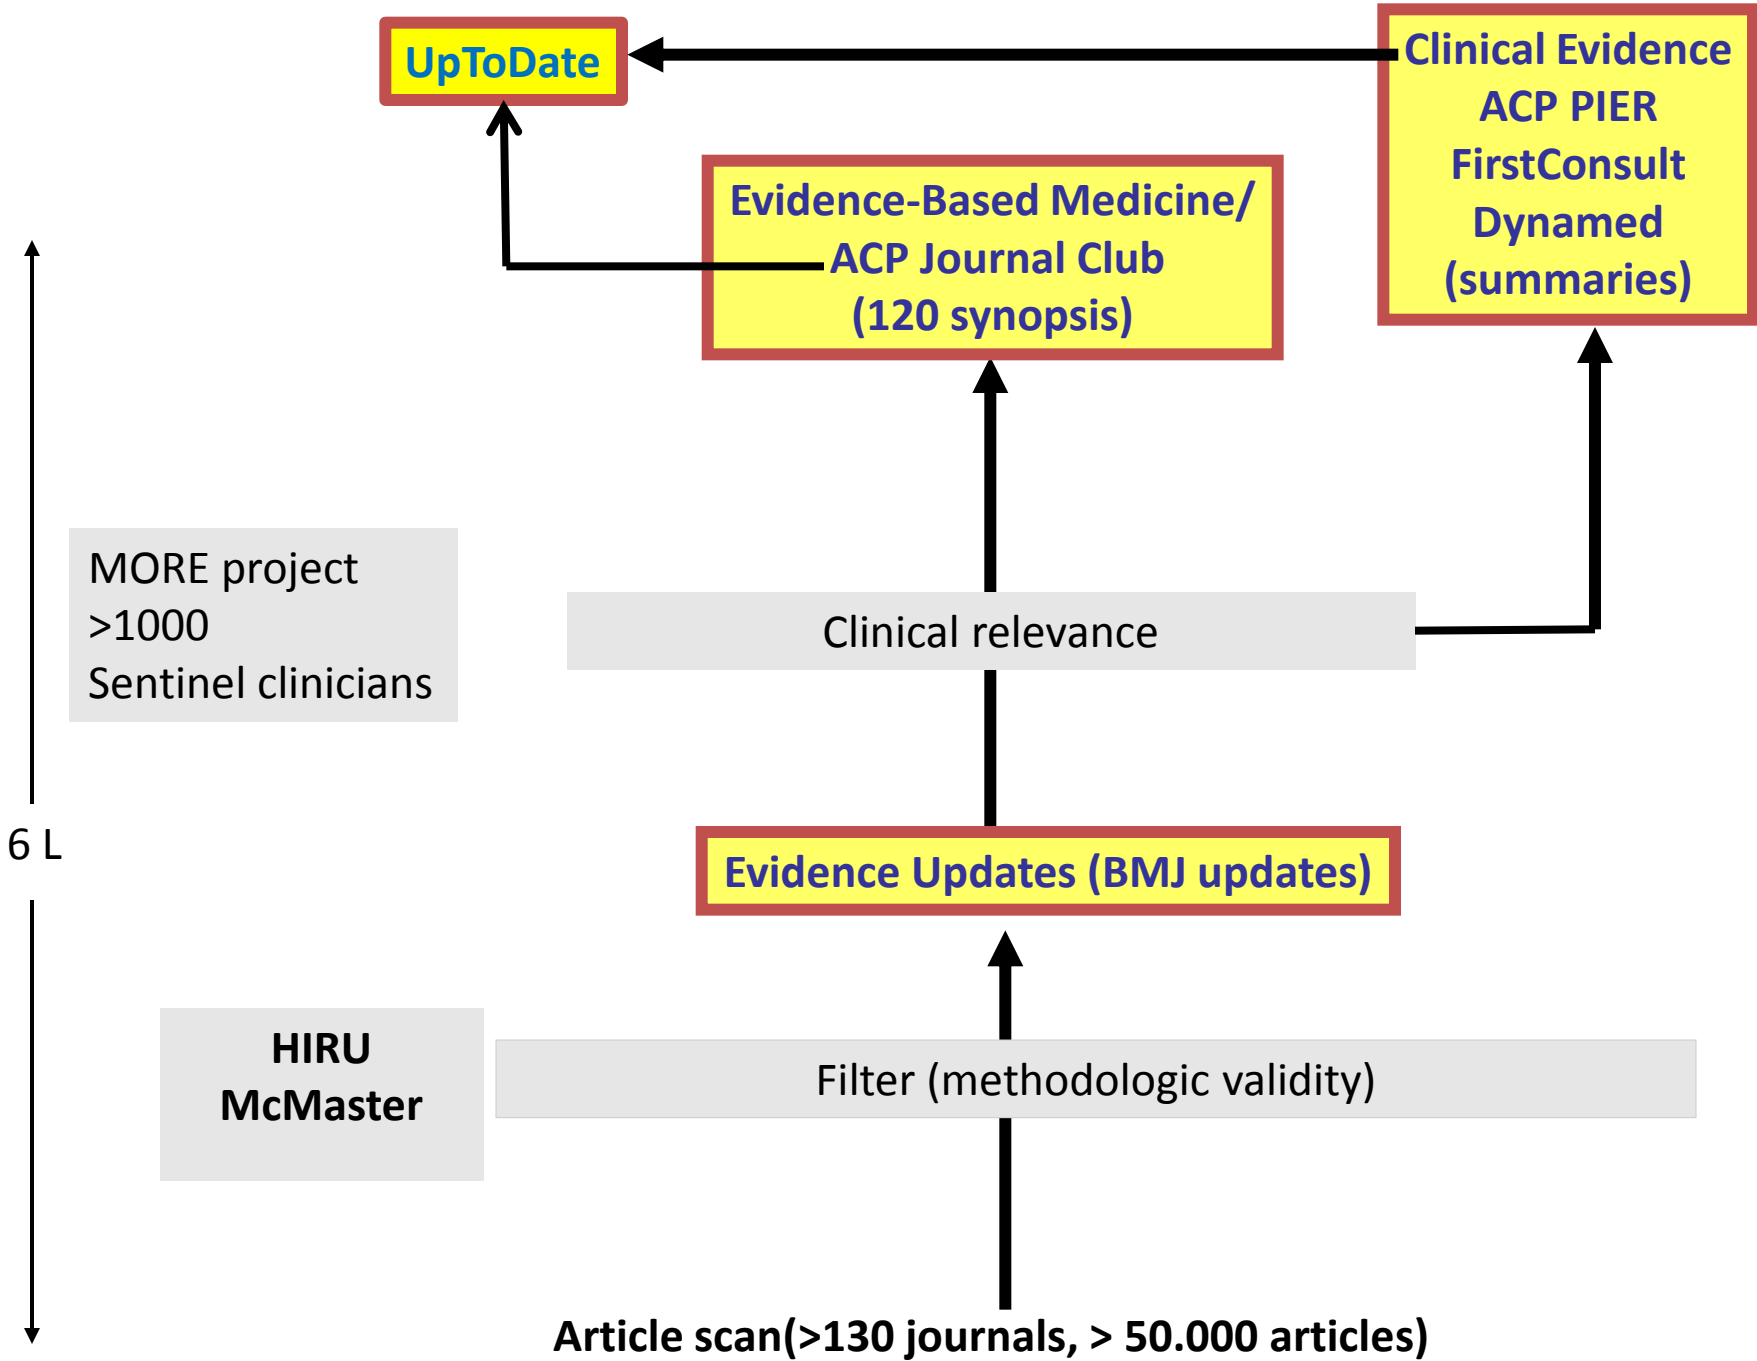 UpToDate
Clinical Evidence
ACP PIER
FirstConsult
Dynamed
(summaries)
Evidence-Based Medicine/
ACP Journal Club
(120 synopsis)
MORE project
>1000
Sentinel clinicians
Clinical relevance
6 L
Evidence Updates (BMJ updates)
HIRU
McMaster
Filter (methodologic validity)
Article scan(>130 journals, > 50.000 articles)